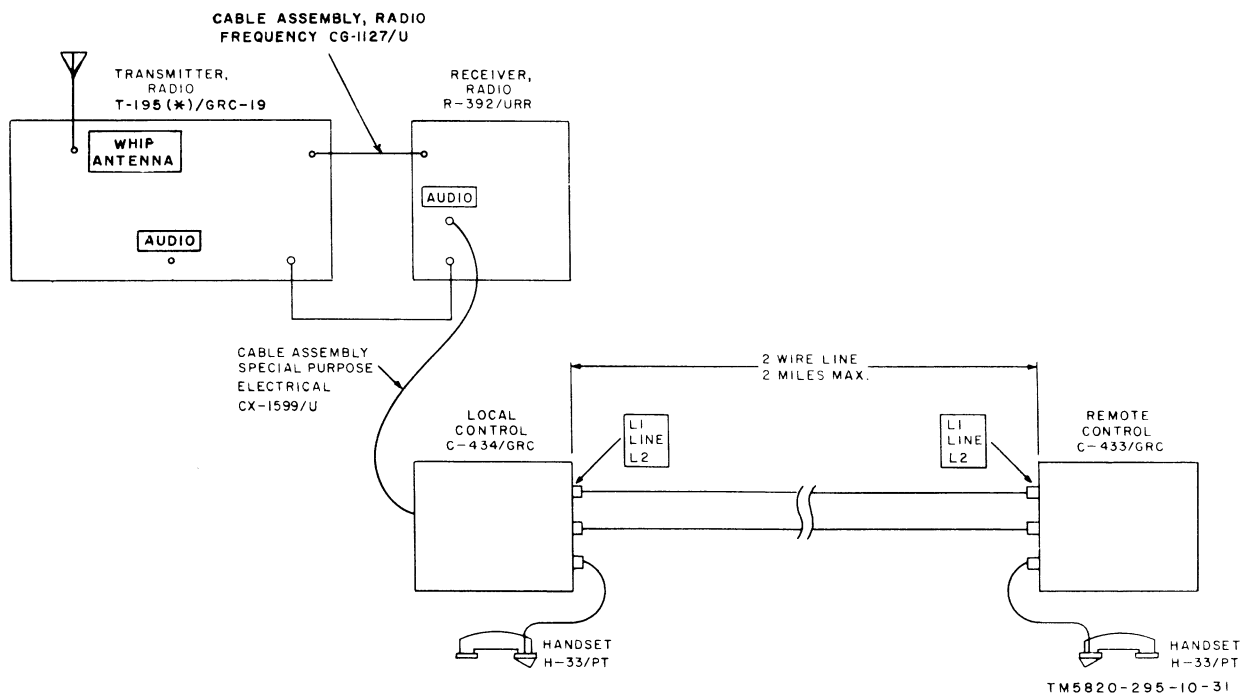 CABLE ASSEMBLY, RADIO
FREQUENCY CG-1127/U
TRANSMITTER,
RADIO
T-195(*)/GRC-19
RECEIVER,
RADIO
R-392/URR
WHIP
ANTENNA
AUDIO
AUDIO
CABLE ASSEMBLY
SPECIAL PURPOSE
ELECTRICAL
CX-1599/U
2 WIRE LINE
2 MILES MAX.
LOCAL
CONTROL
C-434/GRC
L1
LINE
L2
L1
LINE
L2
REMOTE
CONTROL
C-433/GRC
HANDSET
H-33/PT
HANDSET
H-33/PT
TM5820-295-10-31